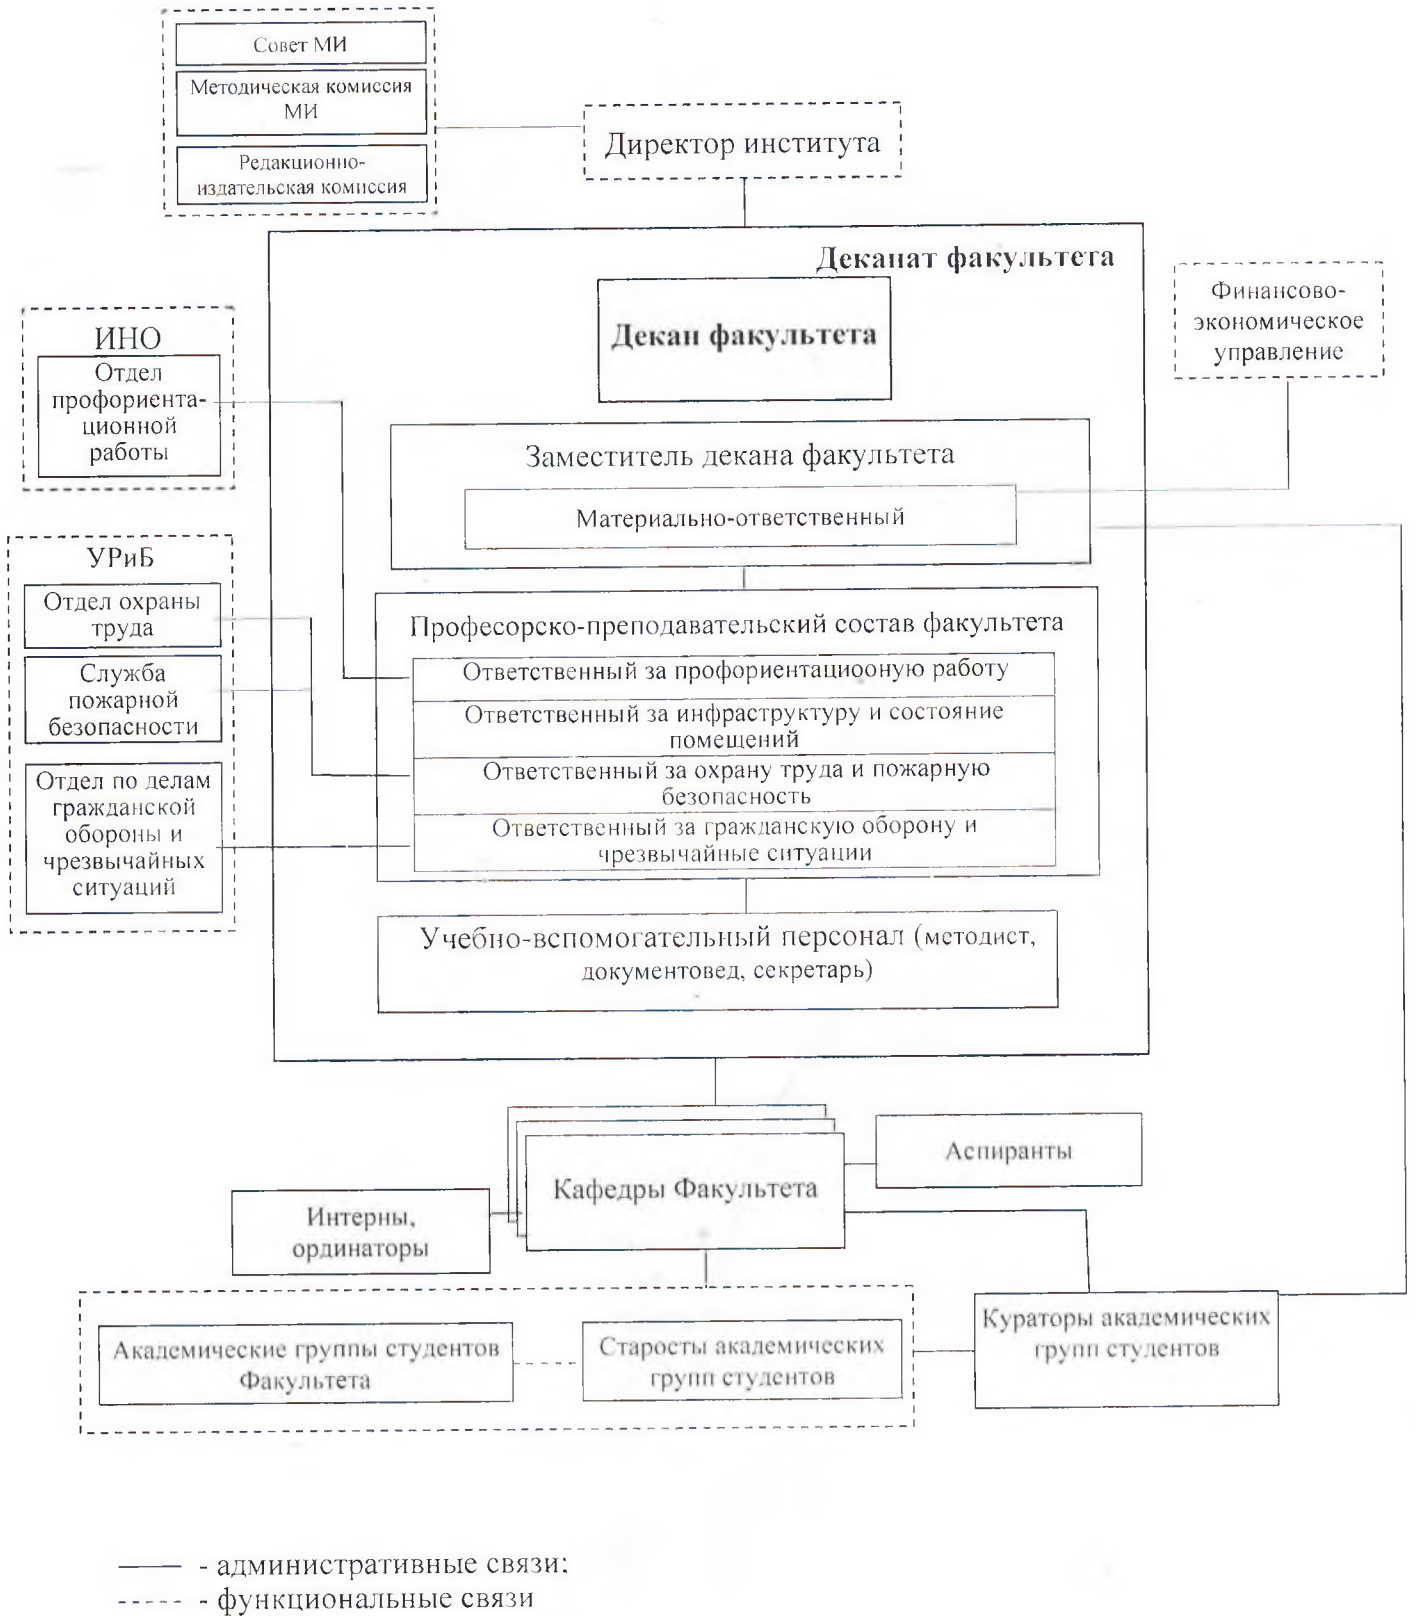 Совет МИ
Методическая комиссия
МИ
Редакционно-
издательская комиссия
Директор института
Деканат факультета
Декан факультета
Финансово-
экономическое
управление
ИНО
Отдел
профориента-
ционной
работы
Заместитель декана факультета
Материально-ответственный
УРиБ
Отдел охраны
труда
Служба
пожарной
безопасности
Отдел по делам
гражданской
обороны и
чрезвычайных
ситуаций
Професорско-преподавательский состав факультета
Ответственный за профориентациооную работу
Ответственный за инфраструктуру и состояние
помещений
Ответственный за охрану труда и пожарную
безопасность
Ответственный за гражданскую оборону и
чрезвычайные ситуации
Учебно-вспомогательный персонал (методист,
документовед, секретарь)
Кафедры Факультета
Аспиранты
Интерны,
ординаторы
Академические группы студентов
Факультета
Старосты академических
групп студентов
Кураторы академических
групп студентов
- административные связи;
- функциональные связи